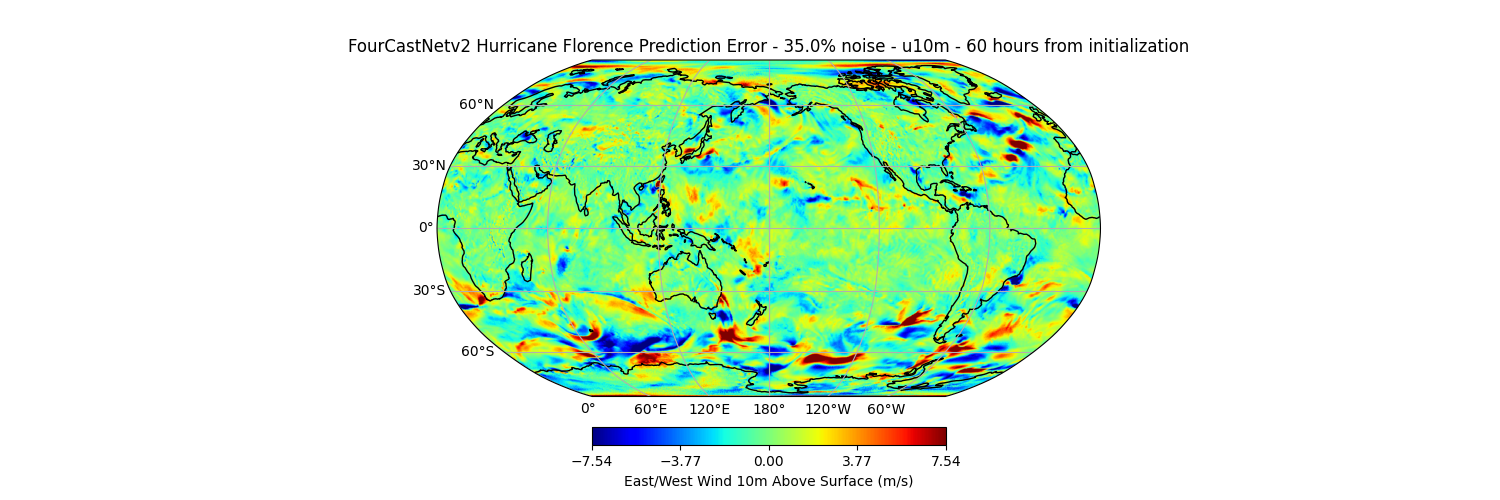 FourCastNetv2 Hurricane Florence Prediction Error - 35.0% noise - u10m - 60 hours from initialization
60°N
30°N
0°
30°S
60°S
0° 60°E 120°E 180° 120°W 60°W
−7.54 −3.77 0.00 3.77 7.54
East/West Wind 10m Above Surface (m/s)